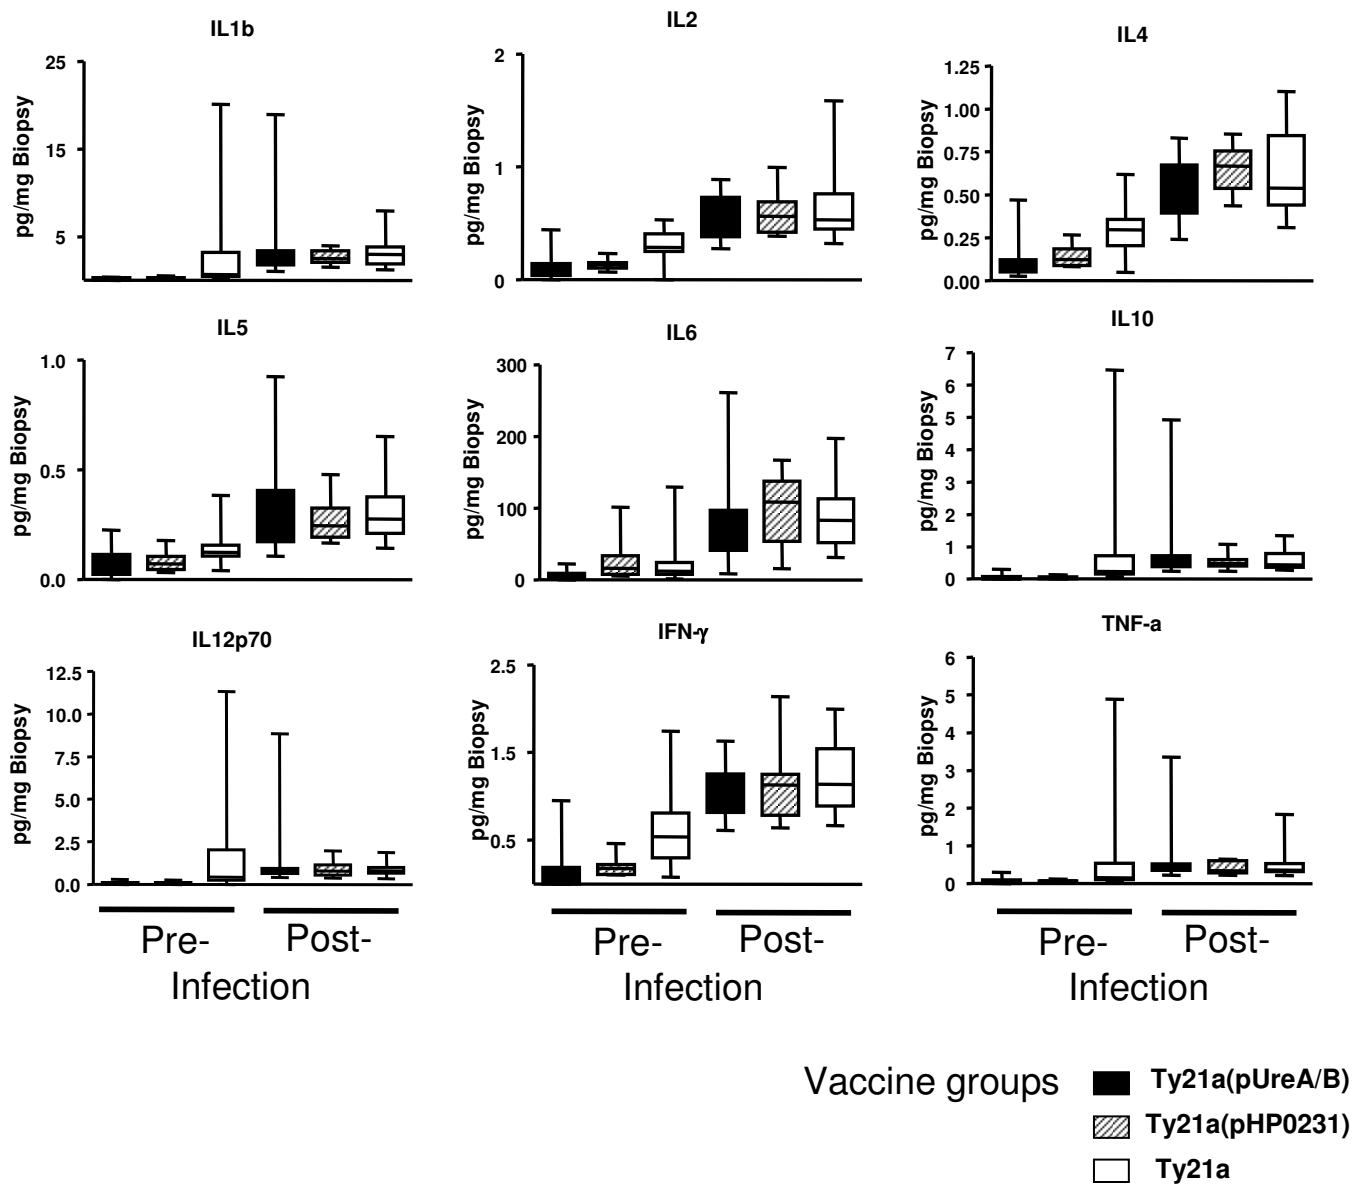 IL1b
25
15
5
pg/mg Biopsy
IL2
2
1
0
pg/mg Biopsy
IL4
1.25
1.00
0.75
0.50
0.25
0.00
pg/mg Biopsy
IL5
1.0
0.5
0.0
pg/mg Biopsy
IL6
300
200
100
0
pg/mg Biopsy
IL10
7
6
5
4
3
2
1
0
pg/mg Biopsy
IL12p70
12.5
10.0
7.5
5.0
2.5
0.0
pg/mg Biopsy
IFN-γ
2.5
1.5
0.5
pg/mg Biopsy
TNF-a
6
5
4
3
2
1
0
pg/mg Biopsy
Pre- Post-
Infection
Pre- Post-
Infection
Pre- Post-
Infection
Vaccine groups
Ty21a(pUreA/B)
Ty21a(pHP0231)
Ty21a